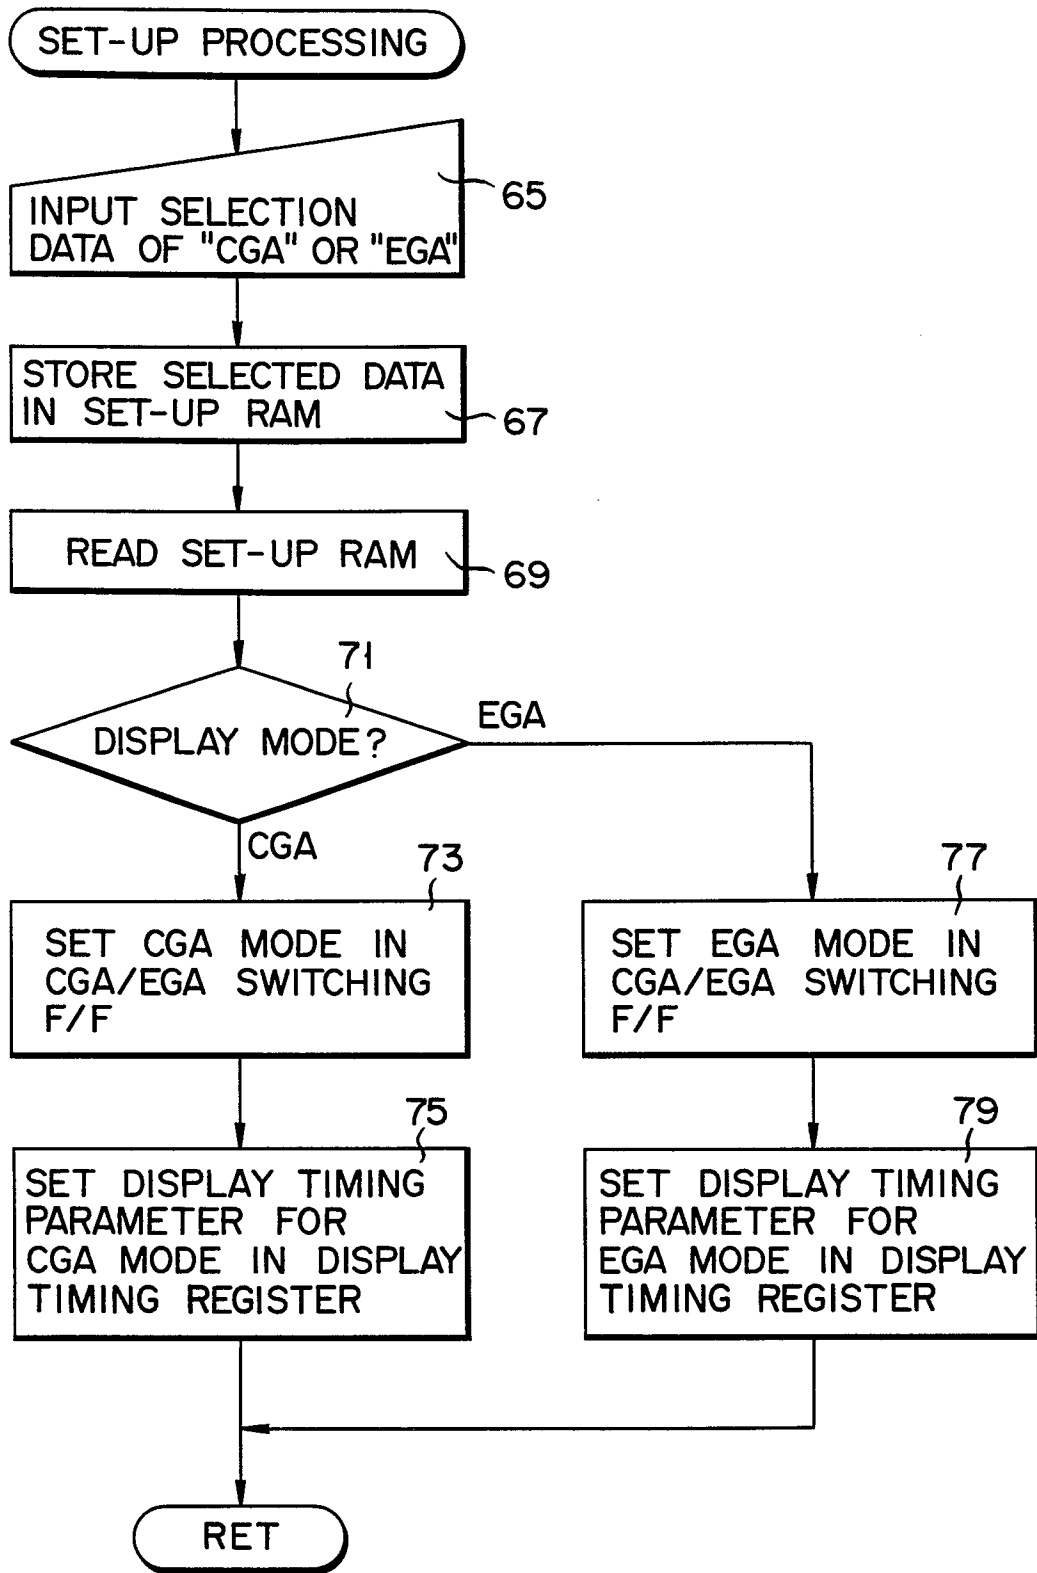 SET-UP PROCESSING
INPUT SELECTION
DATA OF "CGA" OR "EGA"
65
STORE SELECTED DATA
IN SET-UP RAM
67
READ SET-UP RAM
69
71
DISPLAY MODE?
EGA
CGA
73
SET CGA MODE IN
CGA/EGA SWITCHING
F/F
77
SET EGA MODE IN
CGA/EGA SWITCHING
F/F
75
SET DISPLAY TIMING
PARAMETER FOR
CGA MODE IN DISPLAY
TIMING REGISTER
79
SET DISPLAY TIMING
PARAMETER FOR
EGA MODE IN DISPLAY
TIMING REGISTER
RET